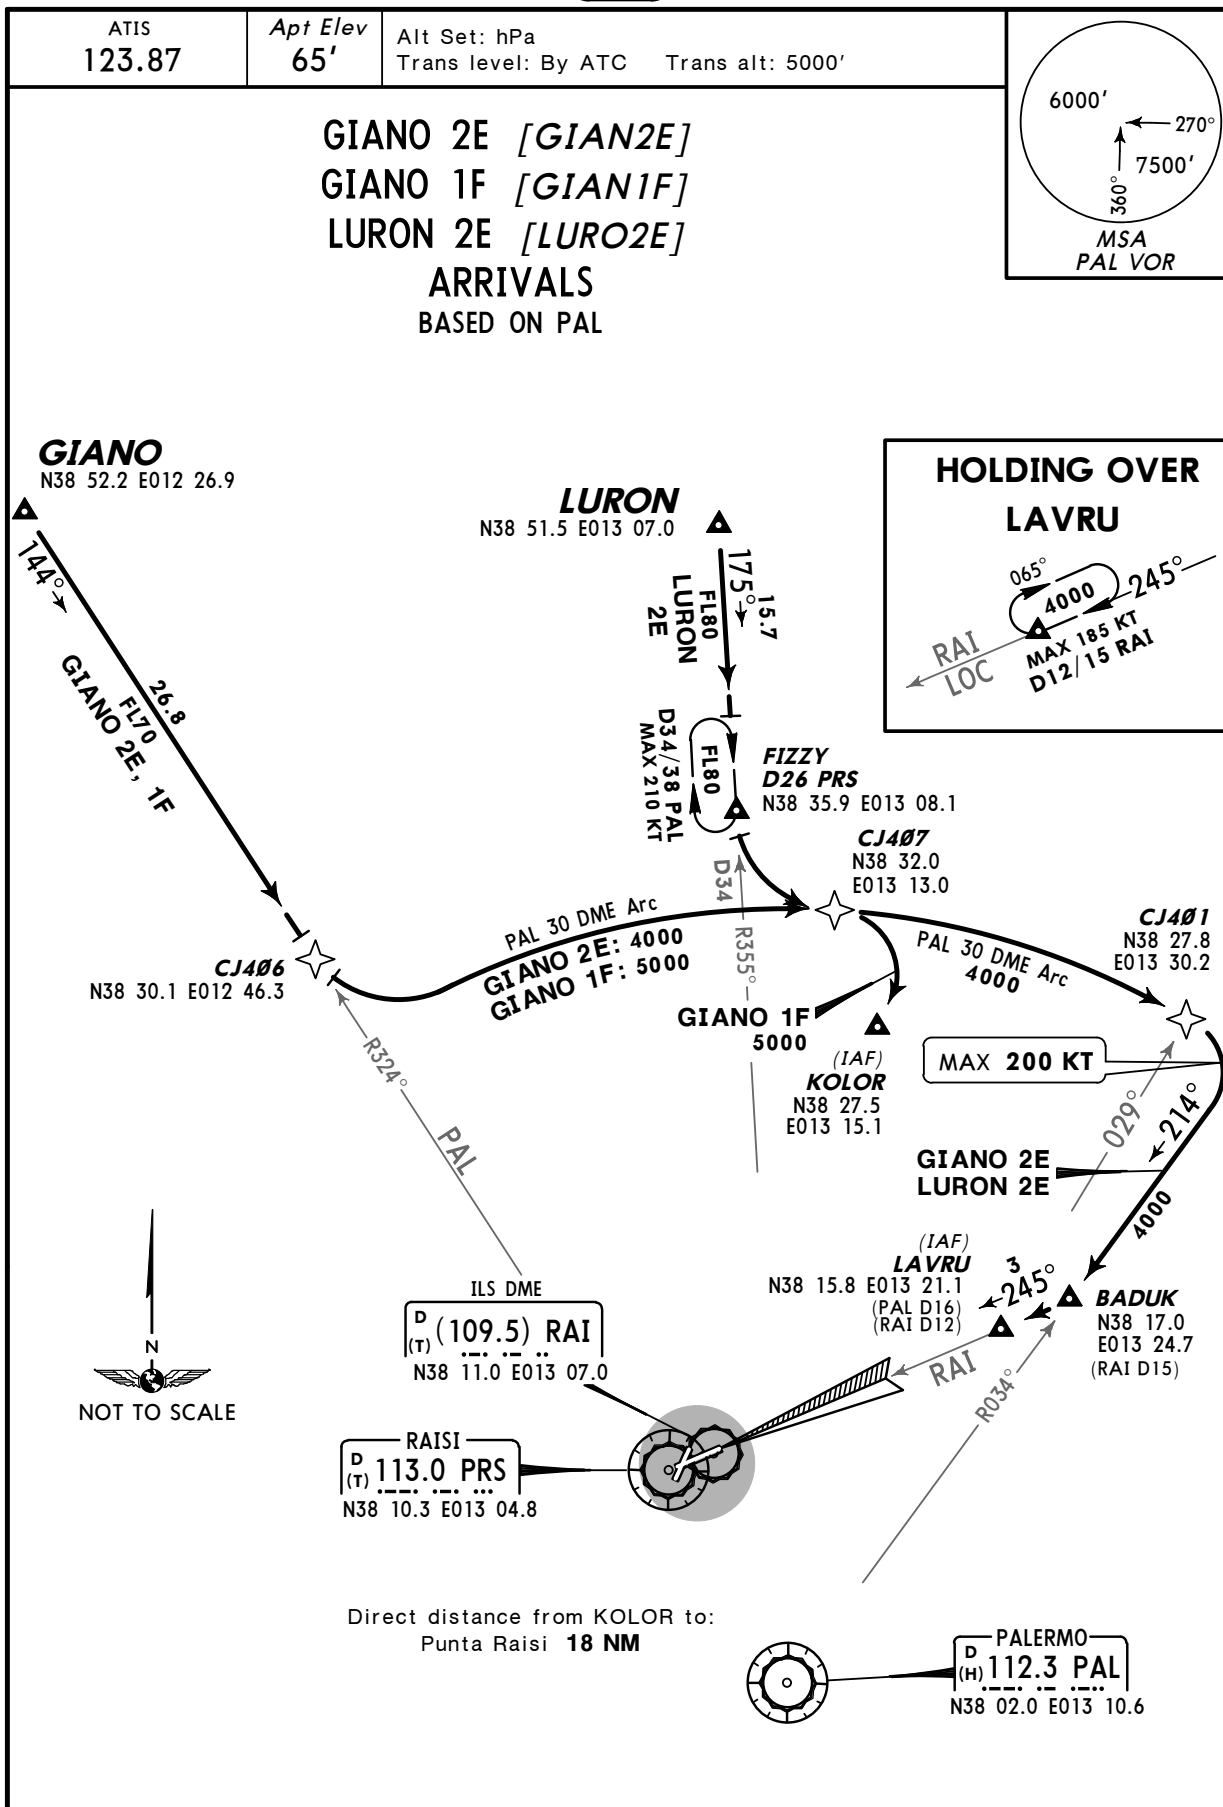 ATIS
123.87
Apt Elev
65'
Alt Set: hPa
Trans level: By ATC Trans alt: 5000'
6000'
270°
7500'
360°
MSA
PAL VOR
GIANO 2E [GIAN2E]
GIANO 1F [GIAN1F]
LURON 2E [LURO2E]
ARRIVALS
BASED ON PAL
GIANO
N38 52.2 E012 26.9
144°
26.8
FL70
GIANO 2E, 1F
LURON
N38 51.5 E013 07.0
175°
15.7
FL80
LURON
2E
HOLDING OVER
LAVRU
065°
4000
245°
MAX 185 KT
D12/15 RAI
RAI
LOC
D34/38 PAL
MAX 210 KT
FL80
FIZZY
D26 PRS
N38 35.9 E013 08.1
CJ4Ø7
N38 32.0
E013 13.0
D34
R355°
CJ4Ø6
N38 30.1 E012 46.3
PAL 30 DME Arc
GIANO 2E: 4000
GIANO 1F: 5000
PAL 30 DME Arc
4000
CJ4Ø1
N38 27.8
E013 30.2
GIANO 1F
5000
(IAF)
KOLOR
N38 27.5
E013 15.1
MAX 200 KT
R324°
PAL
029°
214°
GIANO 2E
LURON 2E
4000
(IAF)
LAVRU
N38 15.8 E013 21.1
(PAL D16)
(RAI D12)
3
245°
BADUK
N38 17.0
E013 24.7
(RAI D15)
N
NOT TO SCALE
ILS DME
D
(T) (109.5) RAI
N38 11.0 E013 07.0
RAI
R034°
RAISI
D
(T) 113.0 PRS
N38 10.3 E013 04.8
Direct distance from KOLOR to:
Punta Raisi 18 NM
PALERMO
D
(H) 112.3 PAL
N38 02.0 E013 10.6